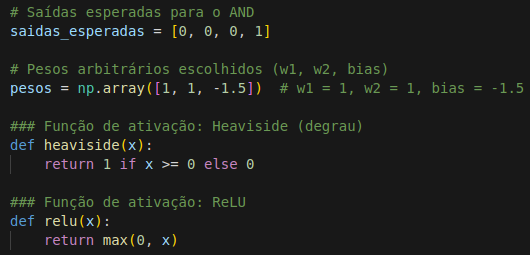 # Saídas esperadas para o AND
saidas_esperadas = [0, 0, 0, 1]
# Pesos arbitrários escolhidos (w1, w2, bias)
pesos = np.array([1, 1, -1.5])  # w1 = 1, w2 = 1, bias = -1.5
### Função de ativação: Heaviside (degrau)
def heaviside(x):
    return 1 if x >= 0 else 0
### Função de ativação: ReLU
def relu(x):
    return max(0, x)